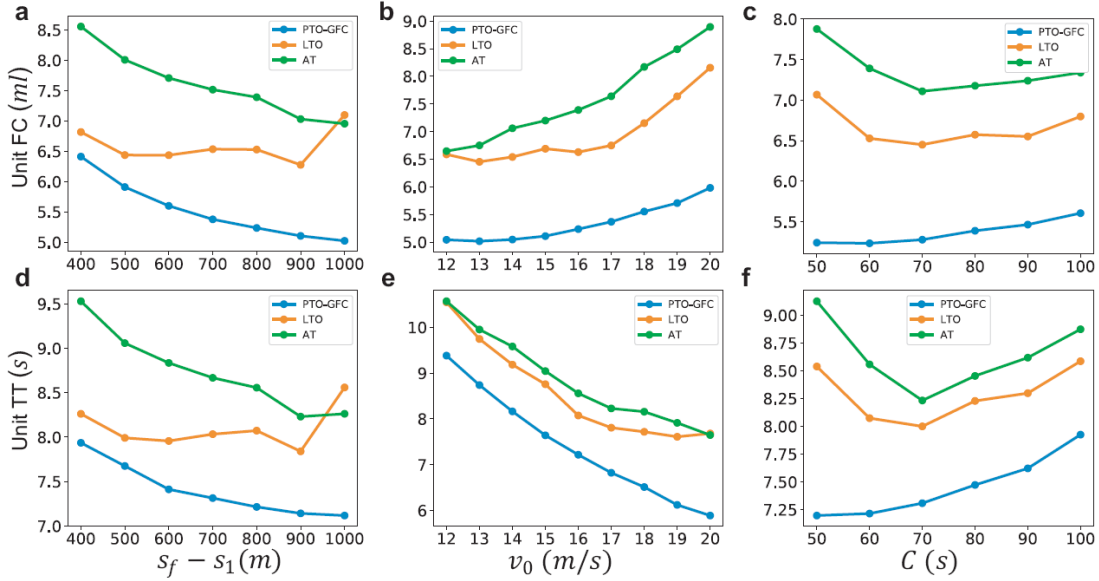 a
Unit FC (ml)
8.5
8.0
7.5
7.0
6.5
6.0
5.5
5.0
PTO-GFC
LTO
AT
400 500 600 700 800 900 1000
b
9.0
8.5
8.0
7.5
7.0
6.5
6.0
5.5
5.0
PTO-GFC
LTO
AT
12 13 14 15 16 17 18 19 20
c
8.0
7.5
7.0
6.5
6.0
5.5
PTO-GFC
LTO
AT
50 60 70 80 90 100
d
Unit TT (s)
9.5
9.0
8.5
8.0
7.5
7.0
PTO-GFC
LTO
AT
400 500 600 700 800 900 1000
s_f − s_1(m)
e
10
9
8
7
6
PTO-GFC
LTO
AT
12 13 14 15 16 17 18 19 20
v_0 (m/s)
f
9.00
8.75
8.50
8.25
8.00
7.75
7.50
7.25
PTO-GFC
LTO
AT
50 60 70 80 90 100
C (s)